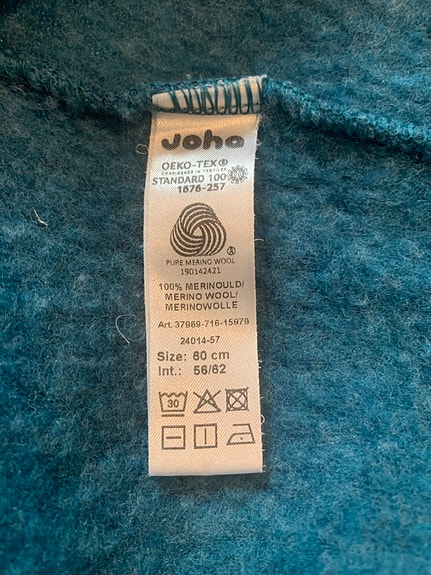 Joha
OEKO-TEX®
CONFIDENCE IN TEXTILES
STANDARD 100
1676-257
PURE MERINO WOOL
190142421
100% MERINOULD/
MERINO WOOL/
MERINOWOLLE
Art. 37969-716-15979
24014-57
Size: 60 cm
Int.: 56/62
30